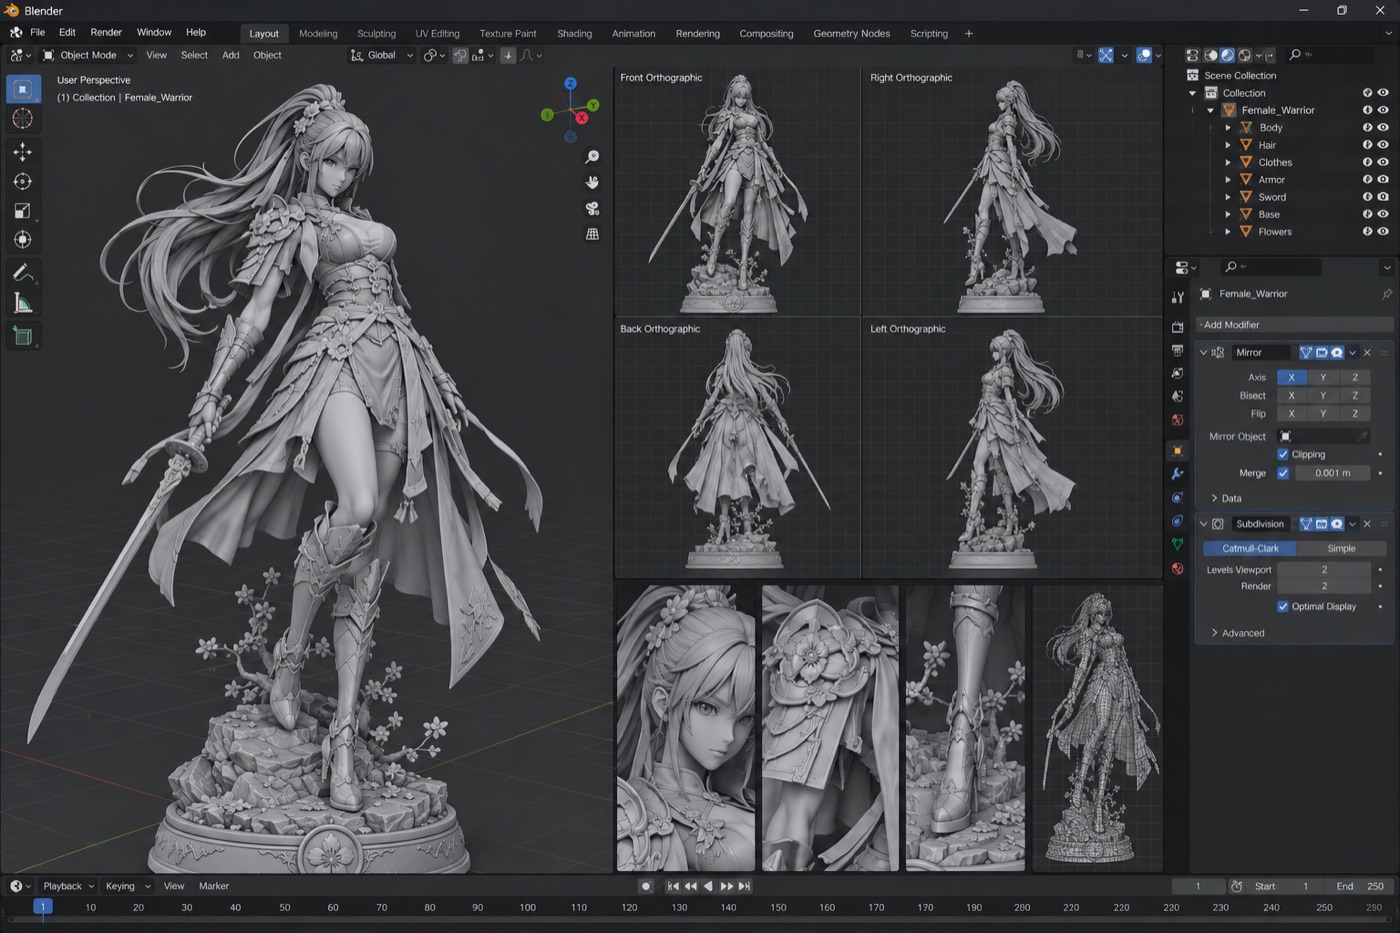 Blender
File Edit Render Window Help Layout Modeling Sculpting UV Editing Texture Paint Shading Animation Rendering Compositing Geometry Nodes Scripting +
Object Mode View Select Add Object Global
User Perspective
(1) Collection | Female_Warrior
Z
Y
X
Front Orthographic
Right Orthographic
Back Orthographic
Left Orthographic
Scene Collection
Collection
Female_Warrior
Body
Hair
Clothes
Armor
Sword
Base
Flowers
Female_Warrior
Add Modifier
Mirror
Axis X Y Z
Bisect X Y Z
Flip X Y Z
Mirror Object
Clipping
Merge 0.001 m
Data
Subdivision
Catmull-Clark Simple
Levels Viewport 2
Render 2
Optimal Display
Advanced
Playback Keying View Marker 1 Start 1 End 250
1 10 20 30 40 50 60 70 80 90 100 110 120 130 140 150 160 170 200 190 200 220 220 220 230 240 250 280